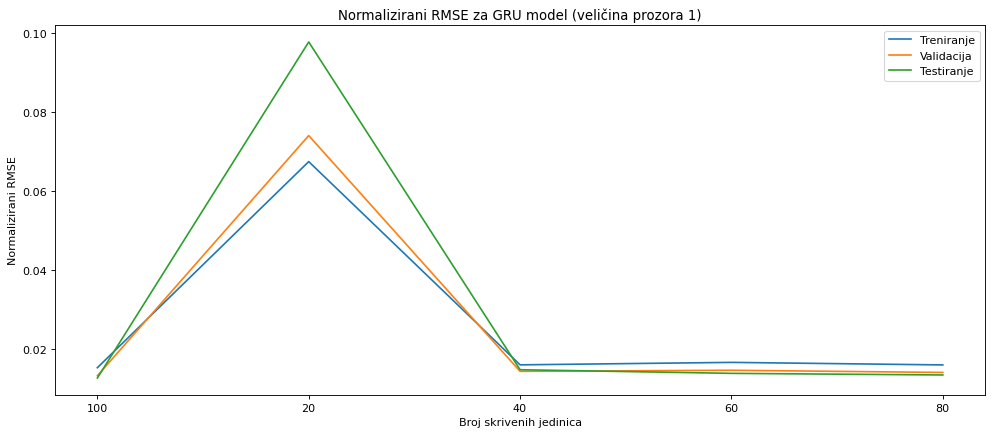 Normalizirani RMSE za GRU model (veličina prozora 1)
Treniranje
Validacija
Testiranje
Normalizirani RMSE
0.10
0.08
0.06
0.04
0.02
100 20 40 60 80
Broj skrivenih jedinica